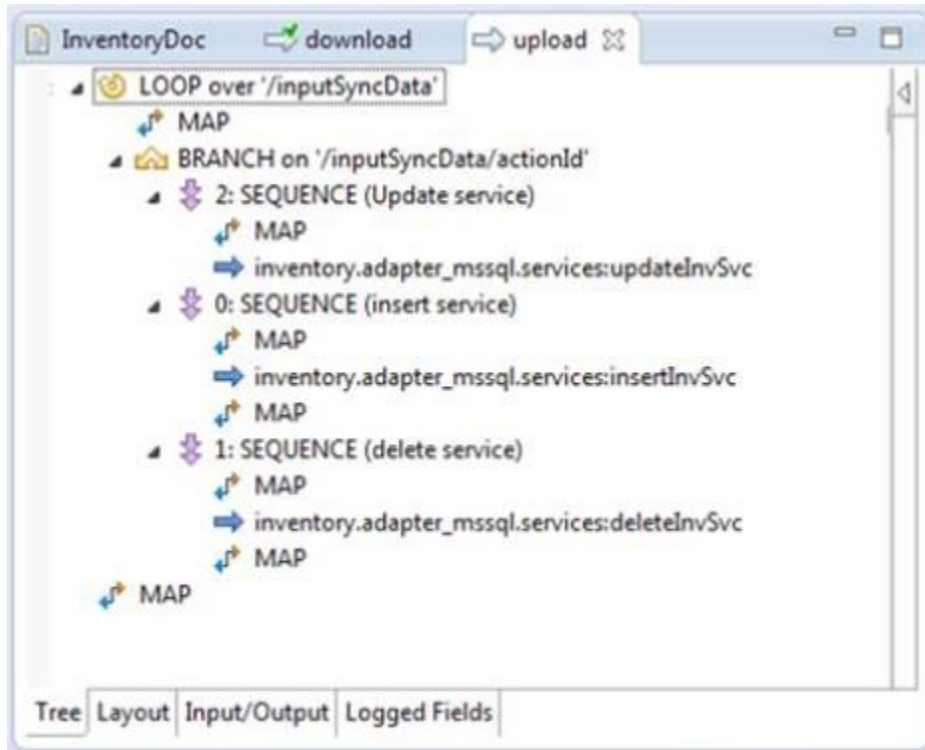 InventoryDoc download upload
LOOP over '/inputSyncData'
MAP
BRANCH on '/inputSyncData/actionId'
2: SEQUENCE (Update service)
MAP
inventory.adapter_mssql.services:updateInvSvc
0: SEQUENCE (insert service)
MAP
inventory.adapter_mssql.services:insertInvSvc
MAP
1: SEQUENCE (delete service)
MAP
inventory.adapter_mssql.services:deleteInvSvc
MAP
MAP
Tree Layout Input/Output Logged Fields